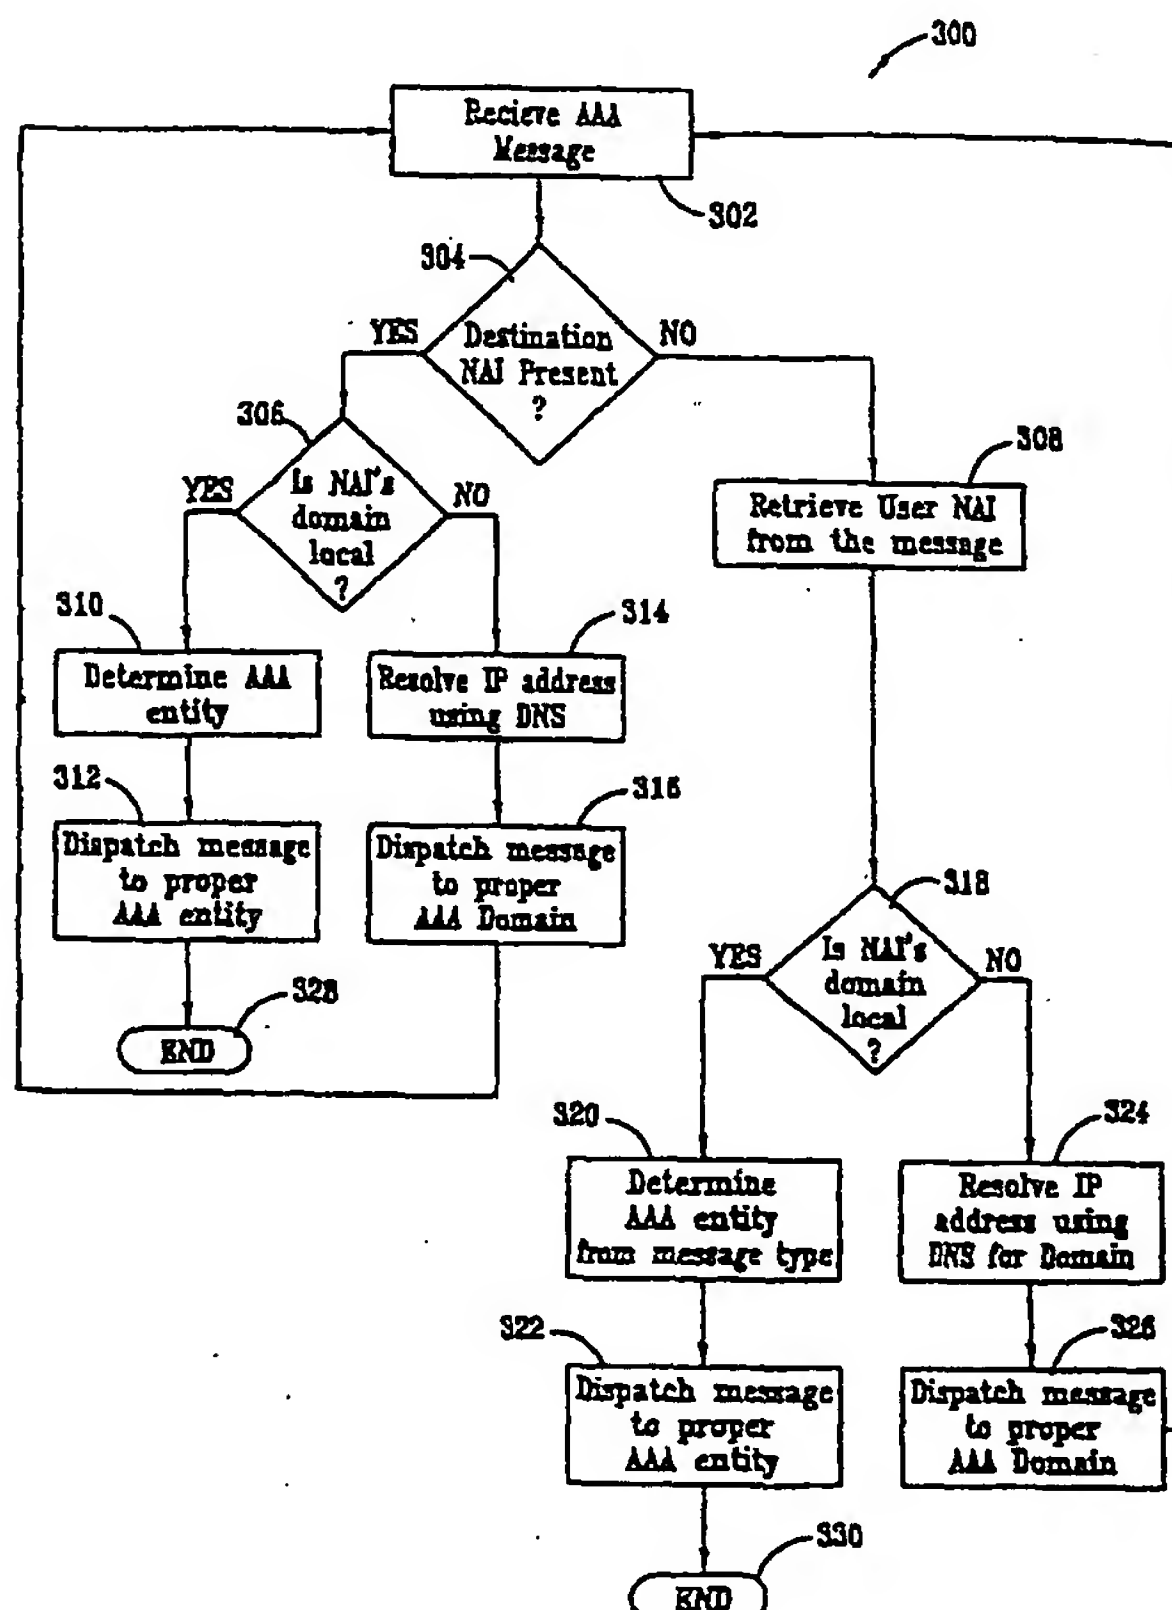 300
Recieve AAA
Message
302
304
YES
Destination
NAI Present
?
NO
306
YES
Is NAI's
domain
local
?
NO
308
Retrieve User NAI
from the message
310
Determine AAA
entity
314
Resolve IP address
using DNS
312
Dispatch message
to proper
AAA entity
316
Dispatch message
to proper
AAA Domain
328
END
318
YES
Is NAI's
domain
local
?
NO
320
Determine
AAA entity
from message type
324
Resolve IP
address using
DNS for Domain
322
Dispatch message
to proper
AAA entity
326
Dispatch message
to proper
AAA Domain
330
END